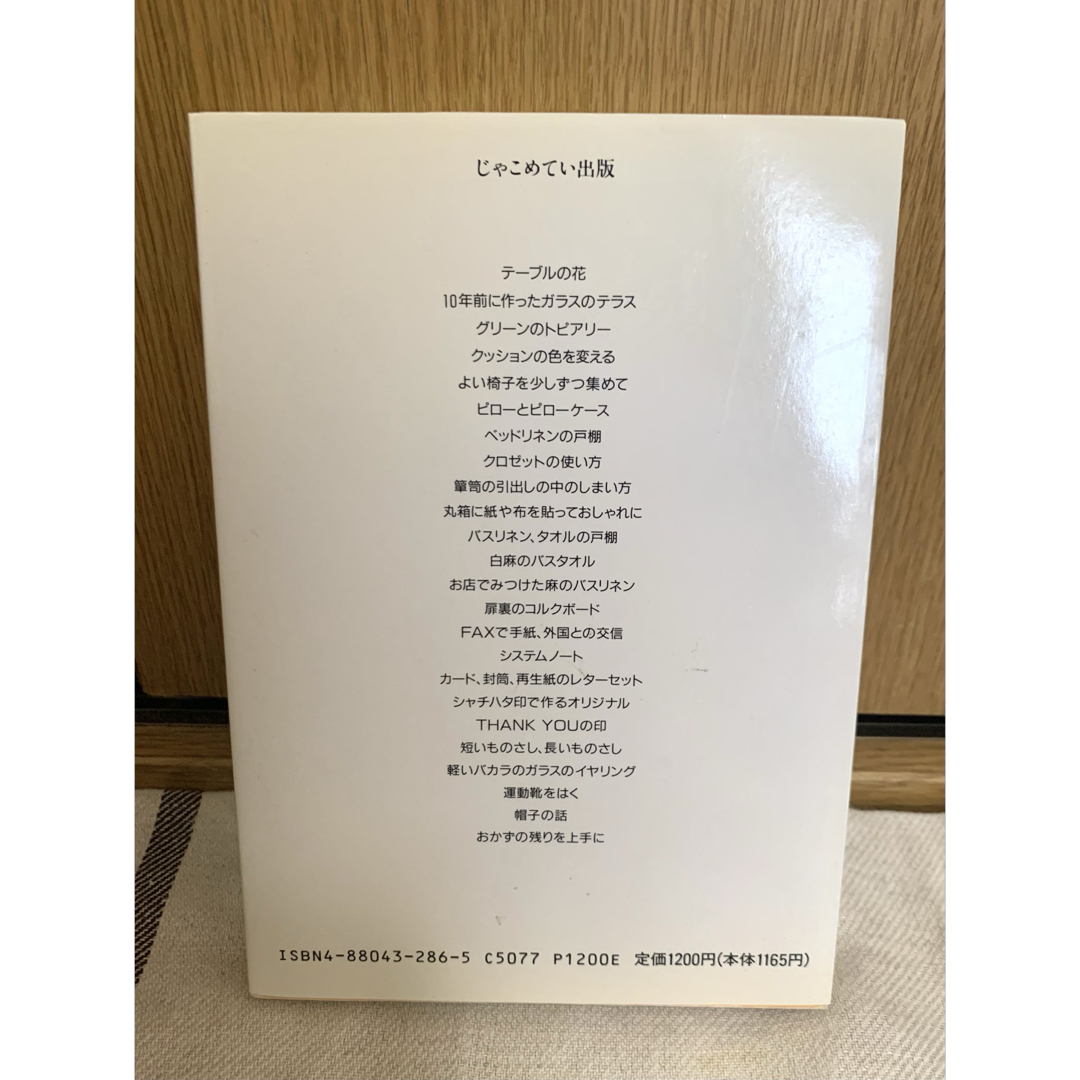 じゃこめてい出版
テーブルの花
10年前に作ったガラスのテラス
グリーンのトピアリー
クッションの色を変える
よい椅子を少しずつ集めて
ピローとピローケース
ベッドリネンの戸棚
クロゼットの使い方
簞笥の引出しの中のしまい方
丸箱に紙や布を貼っておしゃれに
バスリネン、タオルの戸棚
白麻のバスタオル
お店でみつけた麻のバスリネン
扉裏のコルクボード
FAXで手紙、外国との交信
システムノート
カード、封筒、再生紙のレターセット
シャチハタ印で作るオリジナル
THANK YOUの印
短いものさし、長いものさし
軽いバカラのガラスのイヤリング
運動靴をはく
帽子の話
おかずの残りを上手に
ISBN4-88043-286-5 C5077 P1200E 定価1200円(本体1165円)